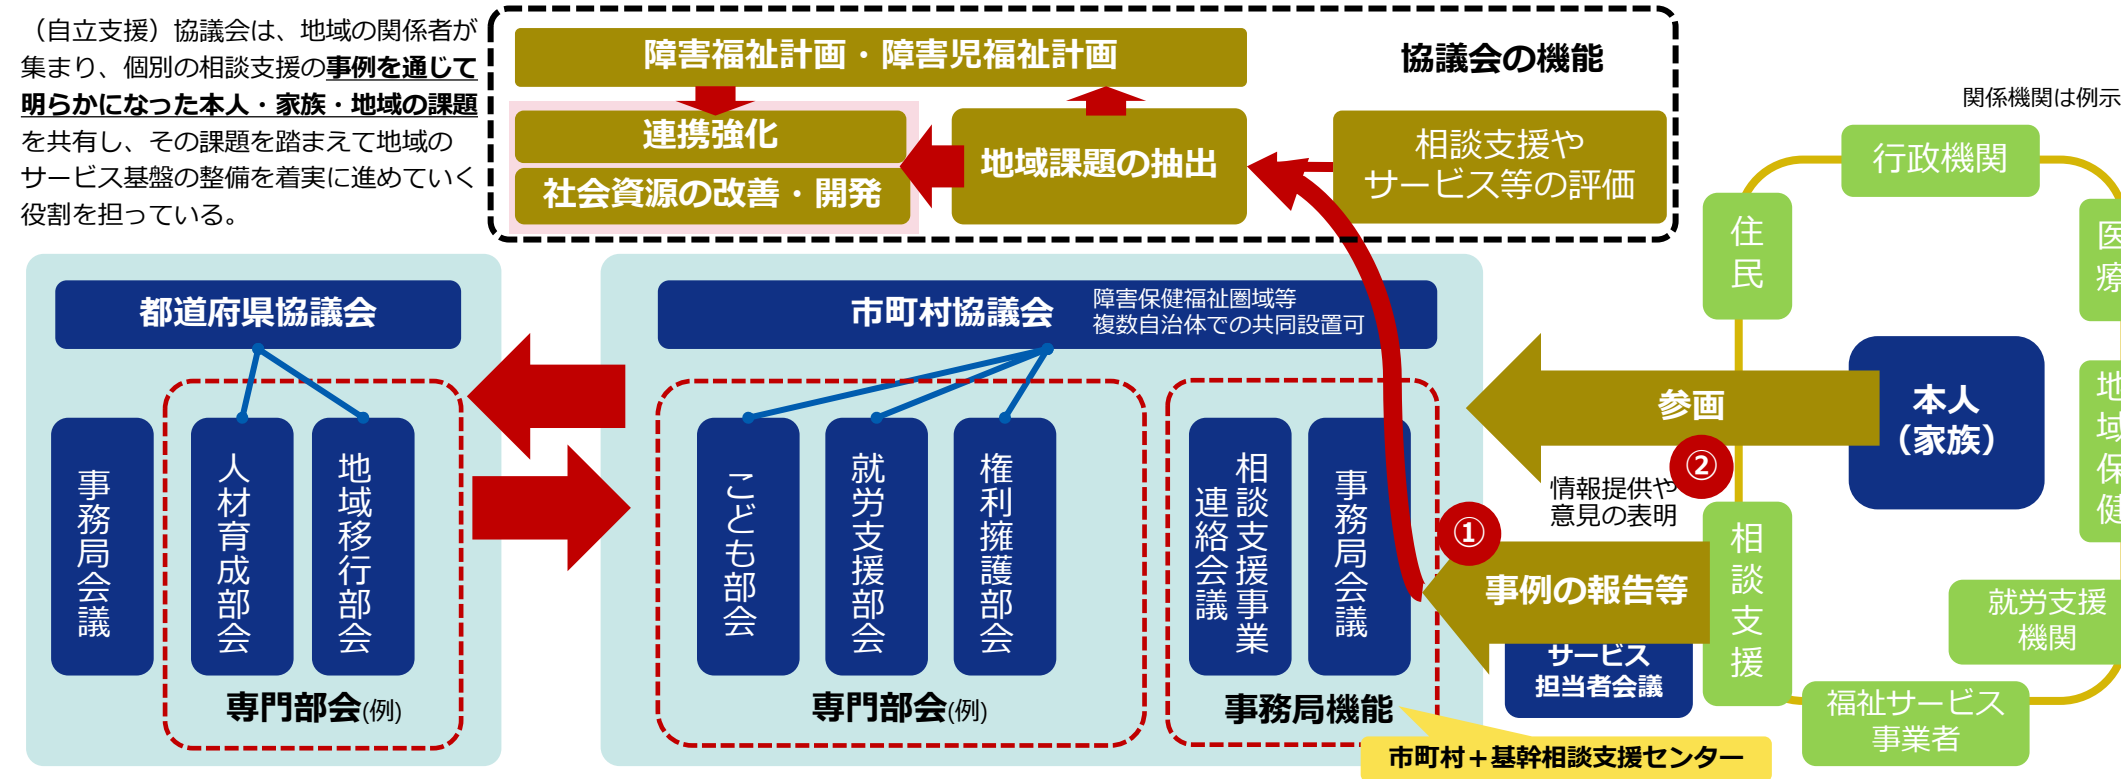 （自立支援）協議会は、地域の関係者が
集まり、個別の相談支援の事例を通じて
明らかになった本人・家族・地域の課題
を共有し、その課題を踏まえて地域の
サービス基盤の整備を着実に進めていく
役割を担っている。
障害福祉計画・障害児福祉計画
協議会の機能
連携強化
社会資源の改善・開発
地域課題の抽出
相談支援や
サービス等の評価
関係機関は例示
行政機関
住民
医療
地域保健
本人
（家族）
相談支援
就労支援
機関
福祉サービス
事業者
都道府県協議会
事務局会議
人材育成部会
地域移行部会
専門部会(例)
市町村協議会
障害保健福祉圏域等
複数自治体での共同設置可
こども部会
就労支援部会
権利擁護部会
専門部会(例)
相談支援事業
連絡会議
事務局会議
事務局機能
市町村＋基幹相談支援センター
参画
②
情報提供や
意見の表明
①
事例の報告等
サービス
担当者会議